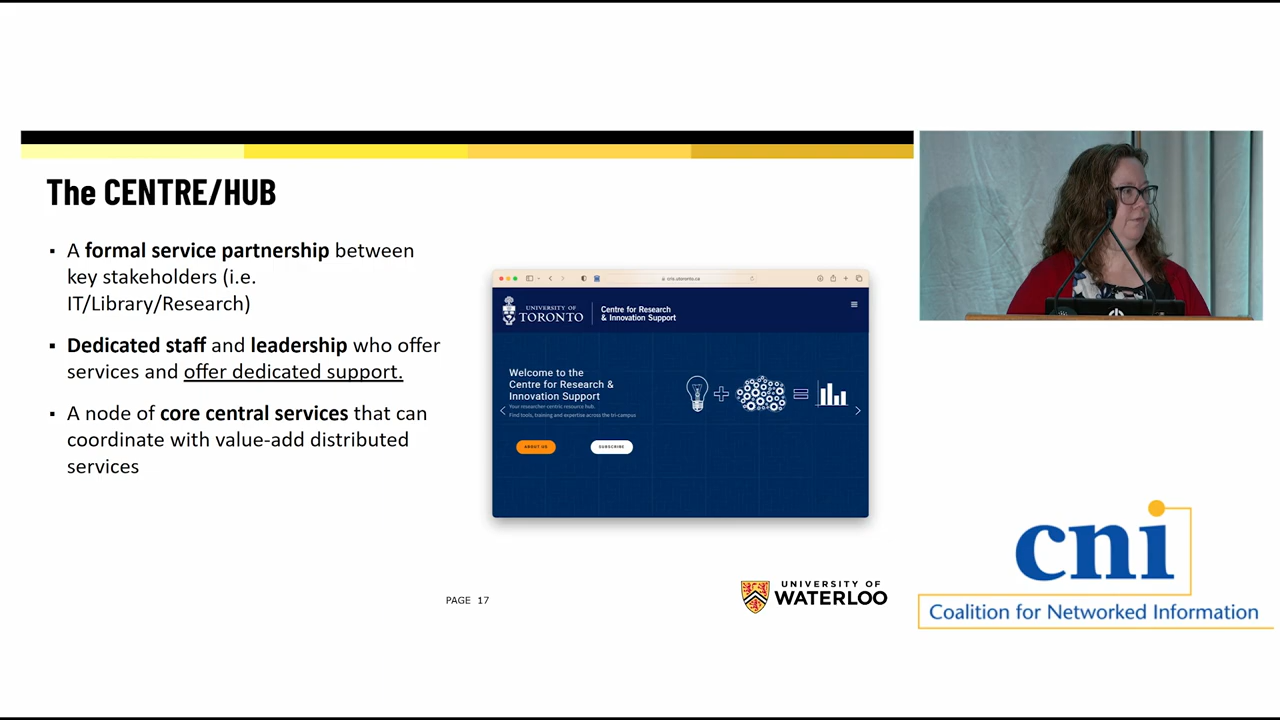 The CENTRE/HUB
▪ A formal service partnership between
key stakeholders (i.e.
IT/Library/Research)
▪ Dedicated staff and leadership who offer
services and offer dedicated support.
▪ A node of core central services that can
coordinate with value-add distributed
services
cris.utoronto.ca
UNIVERSITY OF
TORONTO
Centre for Research
& Innovation Support
Welcome to the
Centre for Research &
Innovation Support
Your researcher-centric resource hub.
Find tools, training and expertise across the tri-campus
ABOUT US
SUBSCRIBE
PAGE 17
UNIVERSITY OF
WATERLOO
cni
Coalition for Networked Information